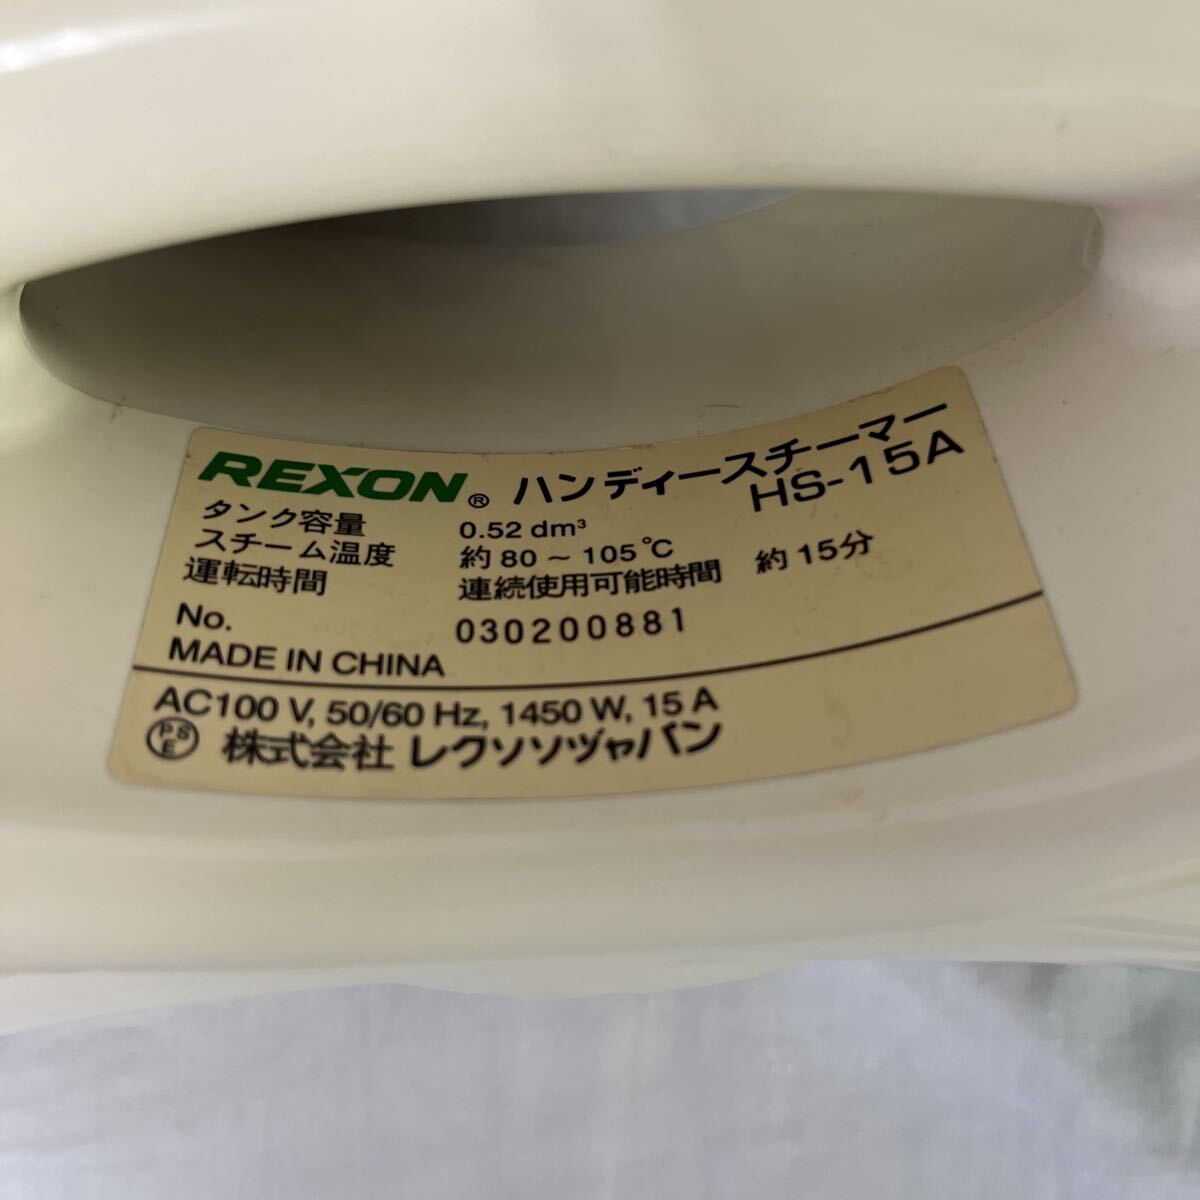 REXON® ハンディースチーマー
HS-15A
タンク容量 0.52 dm³
スチーム温度 約 80 ~ 105℃
運転時間 連続使用可能時間 約 15分
No. 030200881
MADE IN CHINA
AC100 V, 50/60 Hz, 1450 W, 15 A
PSE 株式会社 レクソソヅャパン